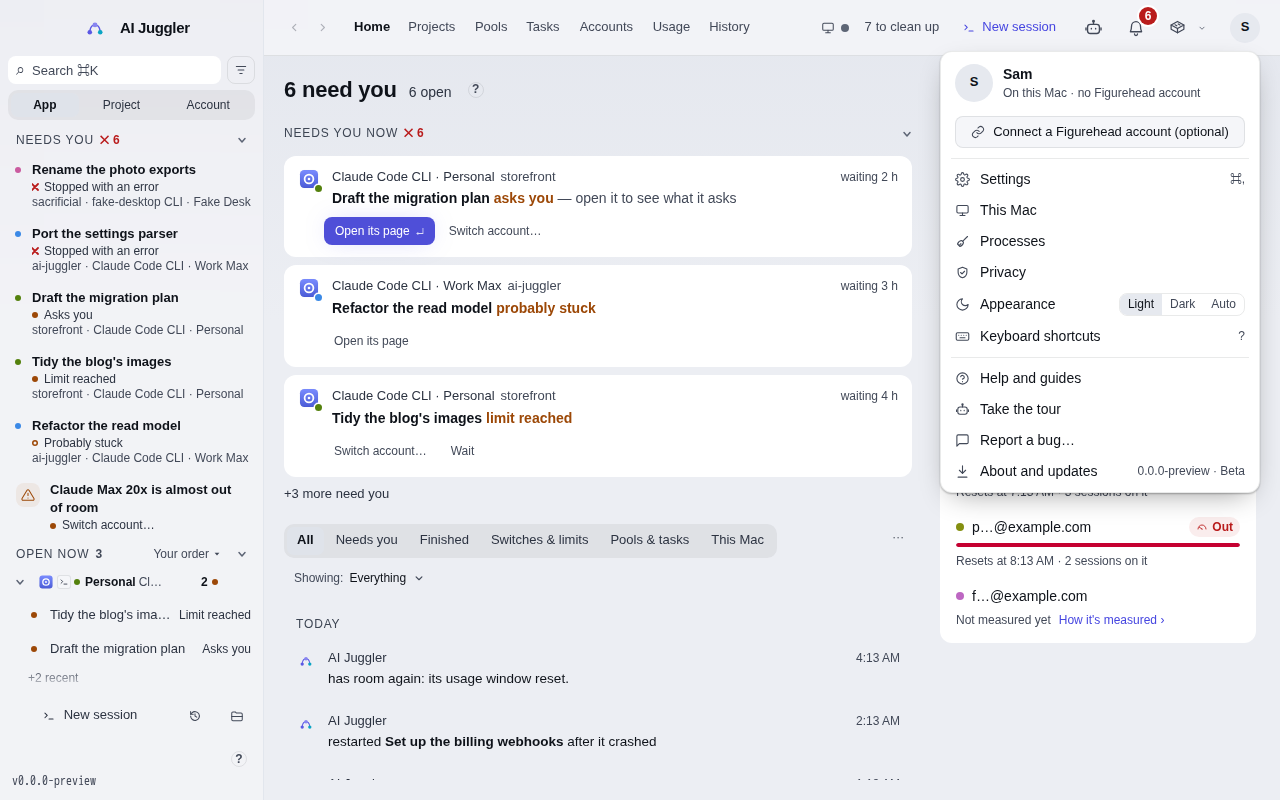 AI Juggler
Search ⌘K
App Project Account
NEEDS YOU 6
Rename the photo exports
Stopped with an error
sacrificial · fake-desktop CLI · Fake Desk
Port the settings parser
Stopped with an error
ai-juggler · Claude Code CLI · Work Max
Draft the migration plan
Asks you
storefront · Claude Code CLI · Personal
Tidy the blog's images
Limit reached
storefront · Claude Code CLI · Personal
Refactor the read model
Probably stuck
ai-juggler · Claude Code CLI · Work Max
Claude Max 20x is almost out
of room
Switch account…
OPEN NOW 3 Your order
Personal Cl… 2
Tidy the blog's ima… Limit reached
Draft the migration plan Asks you
+2 recent
New session
?
v0.0.0-preview
Home Projects Pools Tasks Accounts Usage History
7 to clean up New session 6 S
6 need you 6 open ?
NEEDS YOU NOW 6
Claude Code CLI · Personal storefront waiting 2 h
Draft the migration plan asks you — open it to see what it asks
Open its page Switch account…
Claude Code CLI · Work Max ai-juggler waiting 3 h
Refactor the read model probably stuck
Open its page
Claude Code CLI · Personal storefront waiting 4 h
Tidy the blog's images limit reached
Switch account… Wait
+3 more need you
All Needs you Finished Switches & limits Pools & tasks This Mac …
Showing: Everything
TODAY
AI Juggler 4:13 AM
has room again: its usage window reset.
AI Juggler 2:13 AM
restarted Set up the billing webhooks after it crashed
S
Sam
On this Mac · no Figurehead account
Connect a Figurehead account (optional)
Settings ⌘,
This Mac
Processes
Privacy
Appearance Light Dark Auto
Keyboard shortcuts ?
Help and guides
Take the tour
Report a bug…
About and updates 0.0.0-preview · Beta
p…@example.com Out
Resets at 8:13 AM · 2 sessions on it
f…@example.com
Not measured yet How it's measured ›